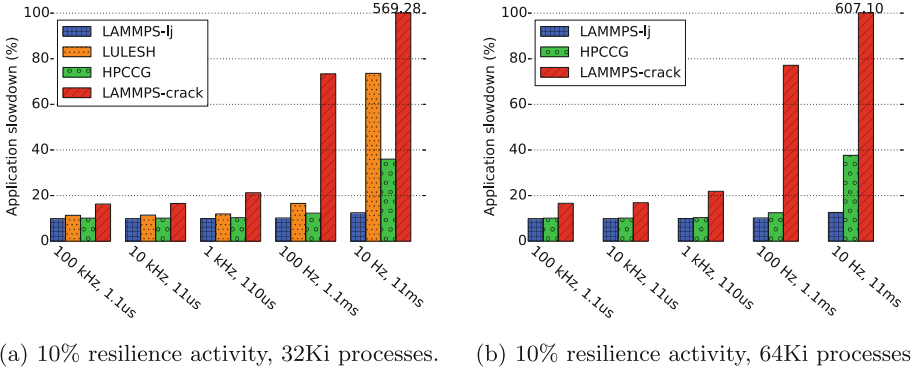 569.28
100
80
60
40
20
0
Application slowdown (%)
LAMMPS-lj
LULESH
HPCCG
LAMMPS-crack
100 kHz, 1.1us
10 kHz, 11us
1 kHz, 110us
100 Hz, 1.1ms
10 Hz, 11ms
(a) 10% resilience activity, 32Ki processes.
607.10
100
80
60
40
20
0
Application slowdown (%)
LAMMPS-lj
HPCCG
LAMMPS-crack
100 kHz, 1.1us
10 kHz, 11us
1 kHz, 110us
100 Hz, 1.1ms
10 Hz, 11ms
(b) 10% resilience activity, 64Ki processes